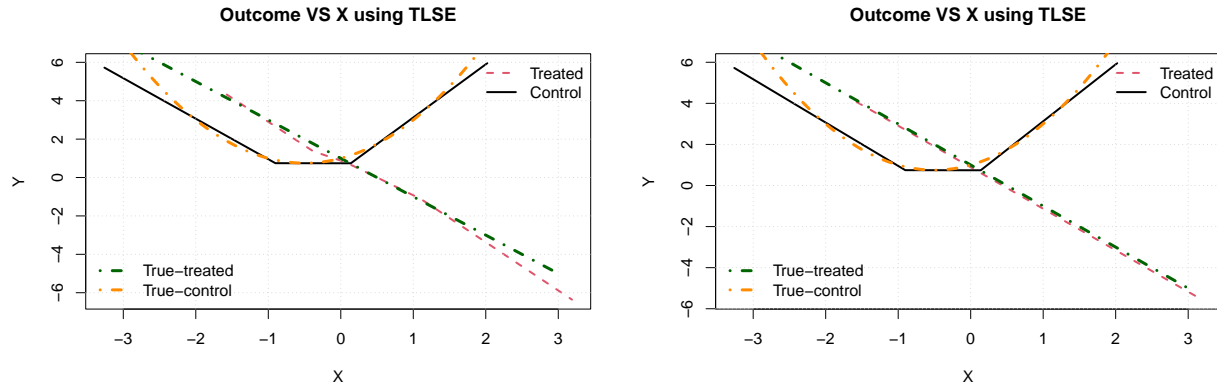 Outcome VS X using TLSE
Y
6
4
2
0
−2
−4
−6
Treated
Control
True−treated
True−control
−3 −2 −1 0 1 2 3
X
Outcome VS X using TLSE
Y
6
4
2
0
−2
−4
−6
Treated
Control
True−treated
True−control
−3 −2 −1 0 1 2 3
X